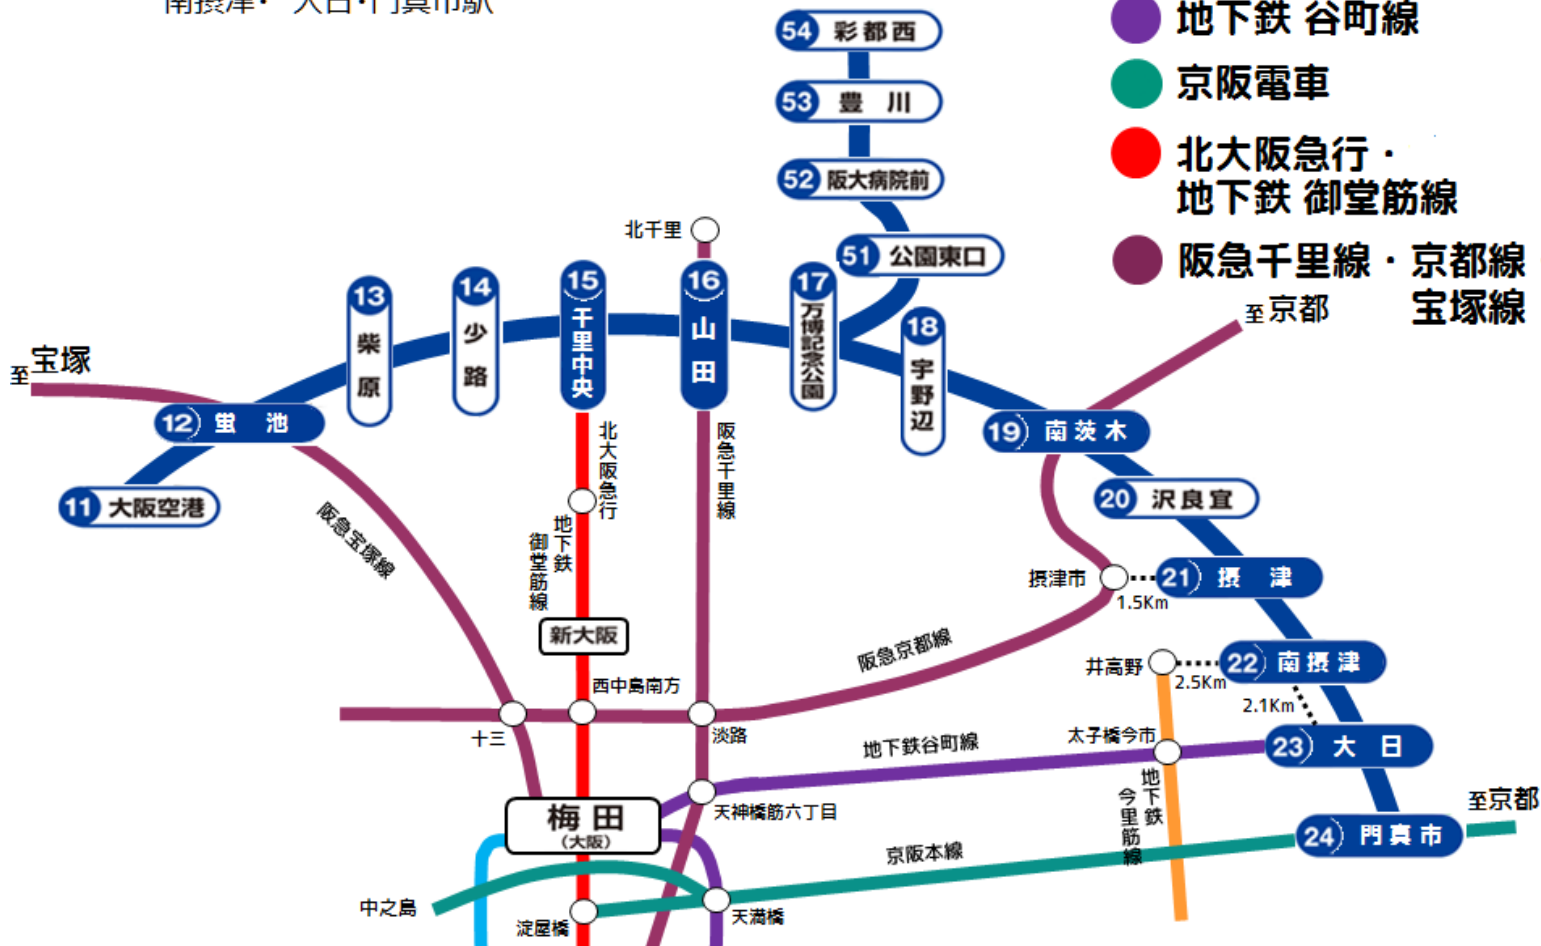 南摂津・ 大日・門真市駅
地下鉄 谷町線
京阪電車
北大阪急行・
地下鉄 御堂筋線
阪急千里線・京都線
宝塚線
54 彩都西
53 豊川
52 阪大病院前
51 公園東口
北千里
13 柴原
14 少路
15 千里中央
16 山田
17 万博記念公園
18 宇野辺
至京都
至宝塚
12 蛍池
11 大阪空港
19 南茨木
20 沢良宜
北大阪急行
阪急千里線
地下鉄
御堂筋線
阪急宝塚線
摂津市
1.5Km
21 摂津
新大阪
阪急京都線
井高野
2.5Km
22 南摂津
2.1Km
西中島南方
十三
淡路
地下鉄谷町線
太子橋今市
23 大日
地下鉄
今里筋線
天神橋筋六丁目
梅田
(大阪)
至京都
24 門真市
京阪本線
中之島
淀屋橋
天満橋